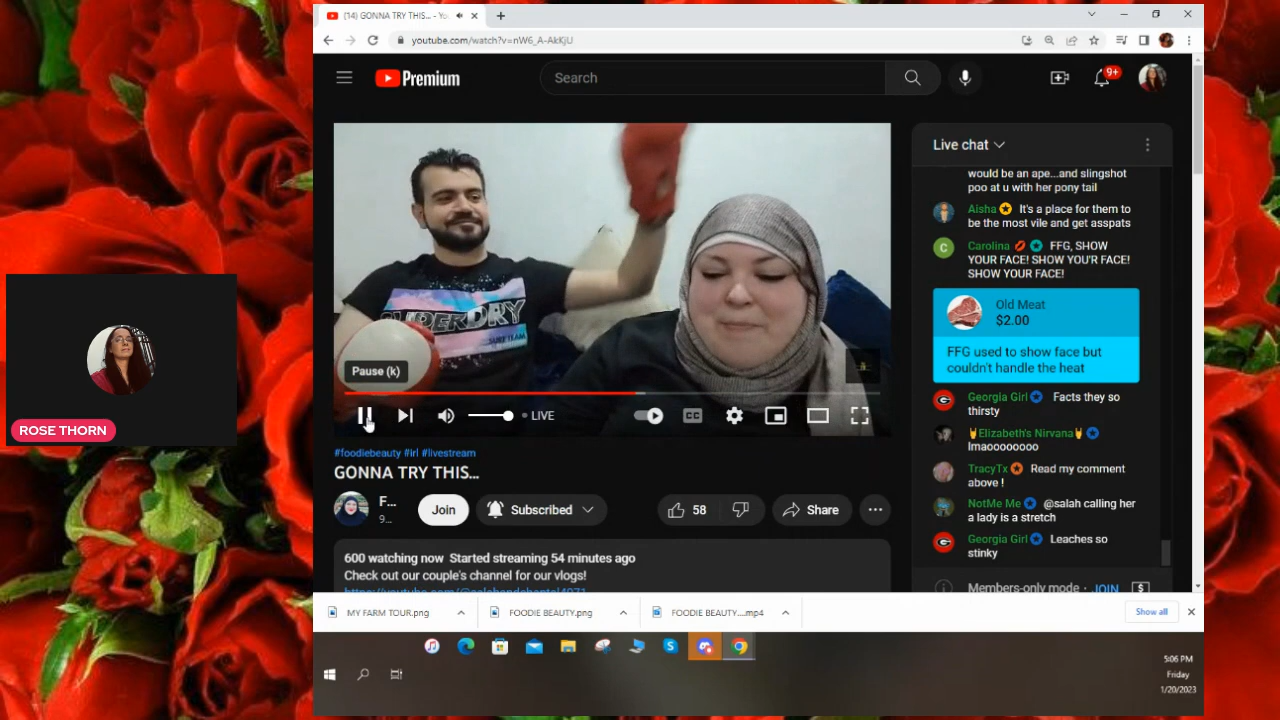 (14) GONNA TRY THIS... - Yo
youtube.com/watch?v=nW6_A-AkKjU
Premium
Search
9+
SUPERDRY
SURF TEAM
Pause (k)
LIVE
CC
#foodiebeauty #irl #livestream
GONNA TRY THIS...
F...
9...
Join
Subscribed
58
Share
600 watching now Started streaming 54 minutes ago
Check out our couple's channel for our vlogs!
Live chat
would be an ape...and slingshot
poo at u with her pony tail
Aisha It's a place for them to
be the most vile and get asspats
C
Carolina FFG, SHOW
YOUR FACE! SHOW YOU'R FACE!
SHOW YOUR FACE!
Old Meat
$2.00
FFG used to show face but
couldn't handle the heat
Georgia Girl Facts they so
thirsty
Elizabeth's Nirvana
lmaooooooo
TracyTx Read my comment
above !
NotMe Me @salah calling her
a lady is a stretch
Georgia Girl Leaches so
stinky
Members-only mode · JOIN
ROSE THORN
MY FARM TOUR.png
FOODIE BEAUTY.png
FOODIE BEAUTY....mp4
Show all
5:06 PM
Friday
1/20/2023